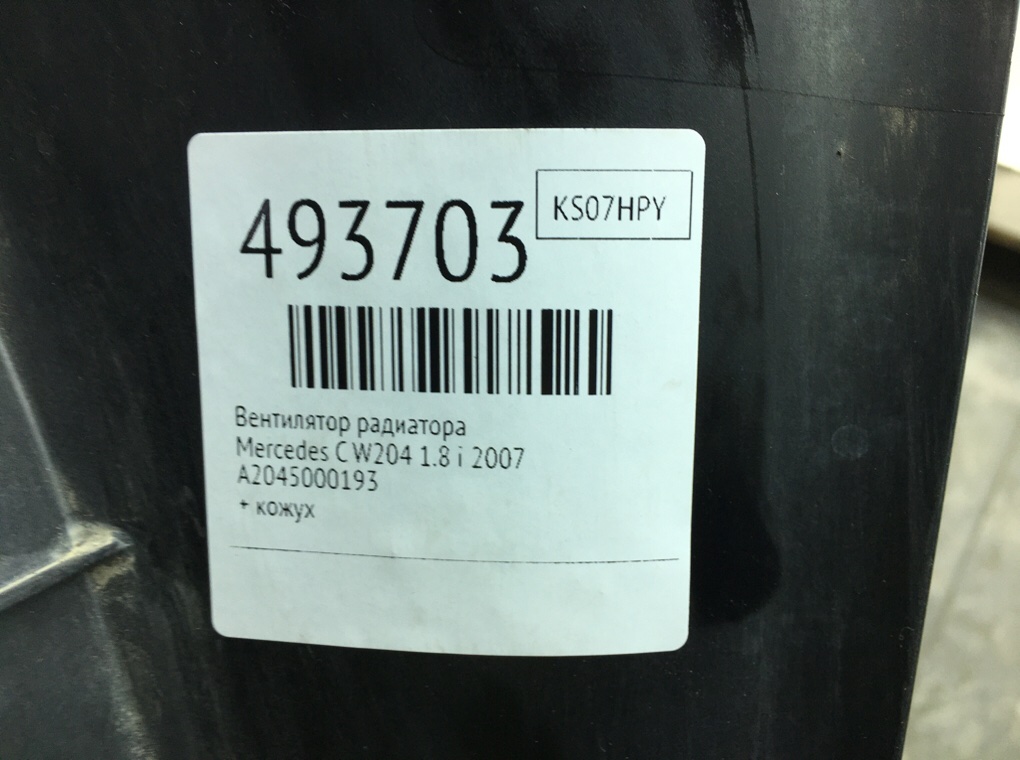 493703
KS07HPY
Вентилятор радиатора
Mercedes C W204 1.8 i 2007
A2045000193
+ кожух